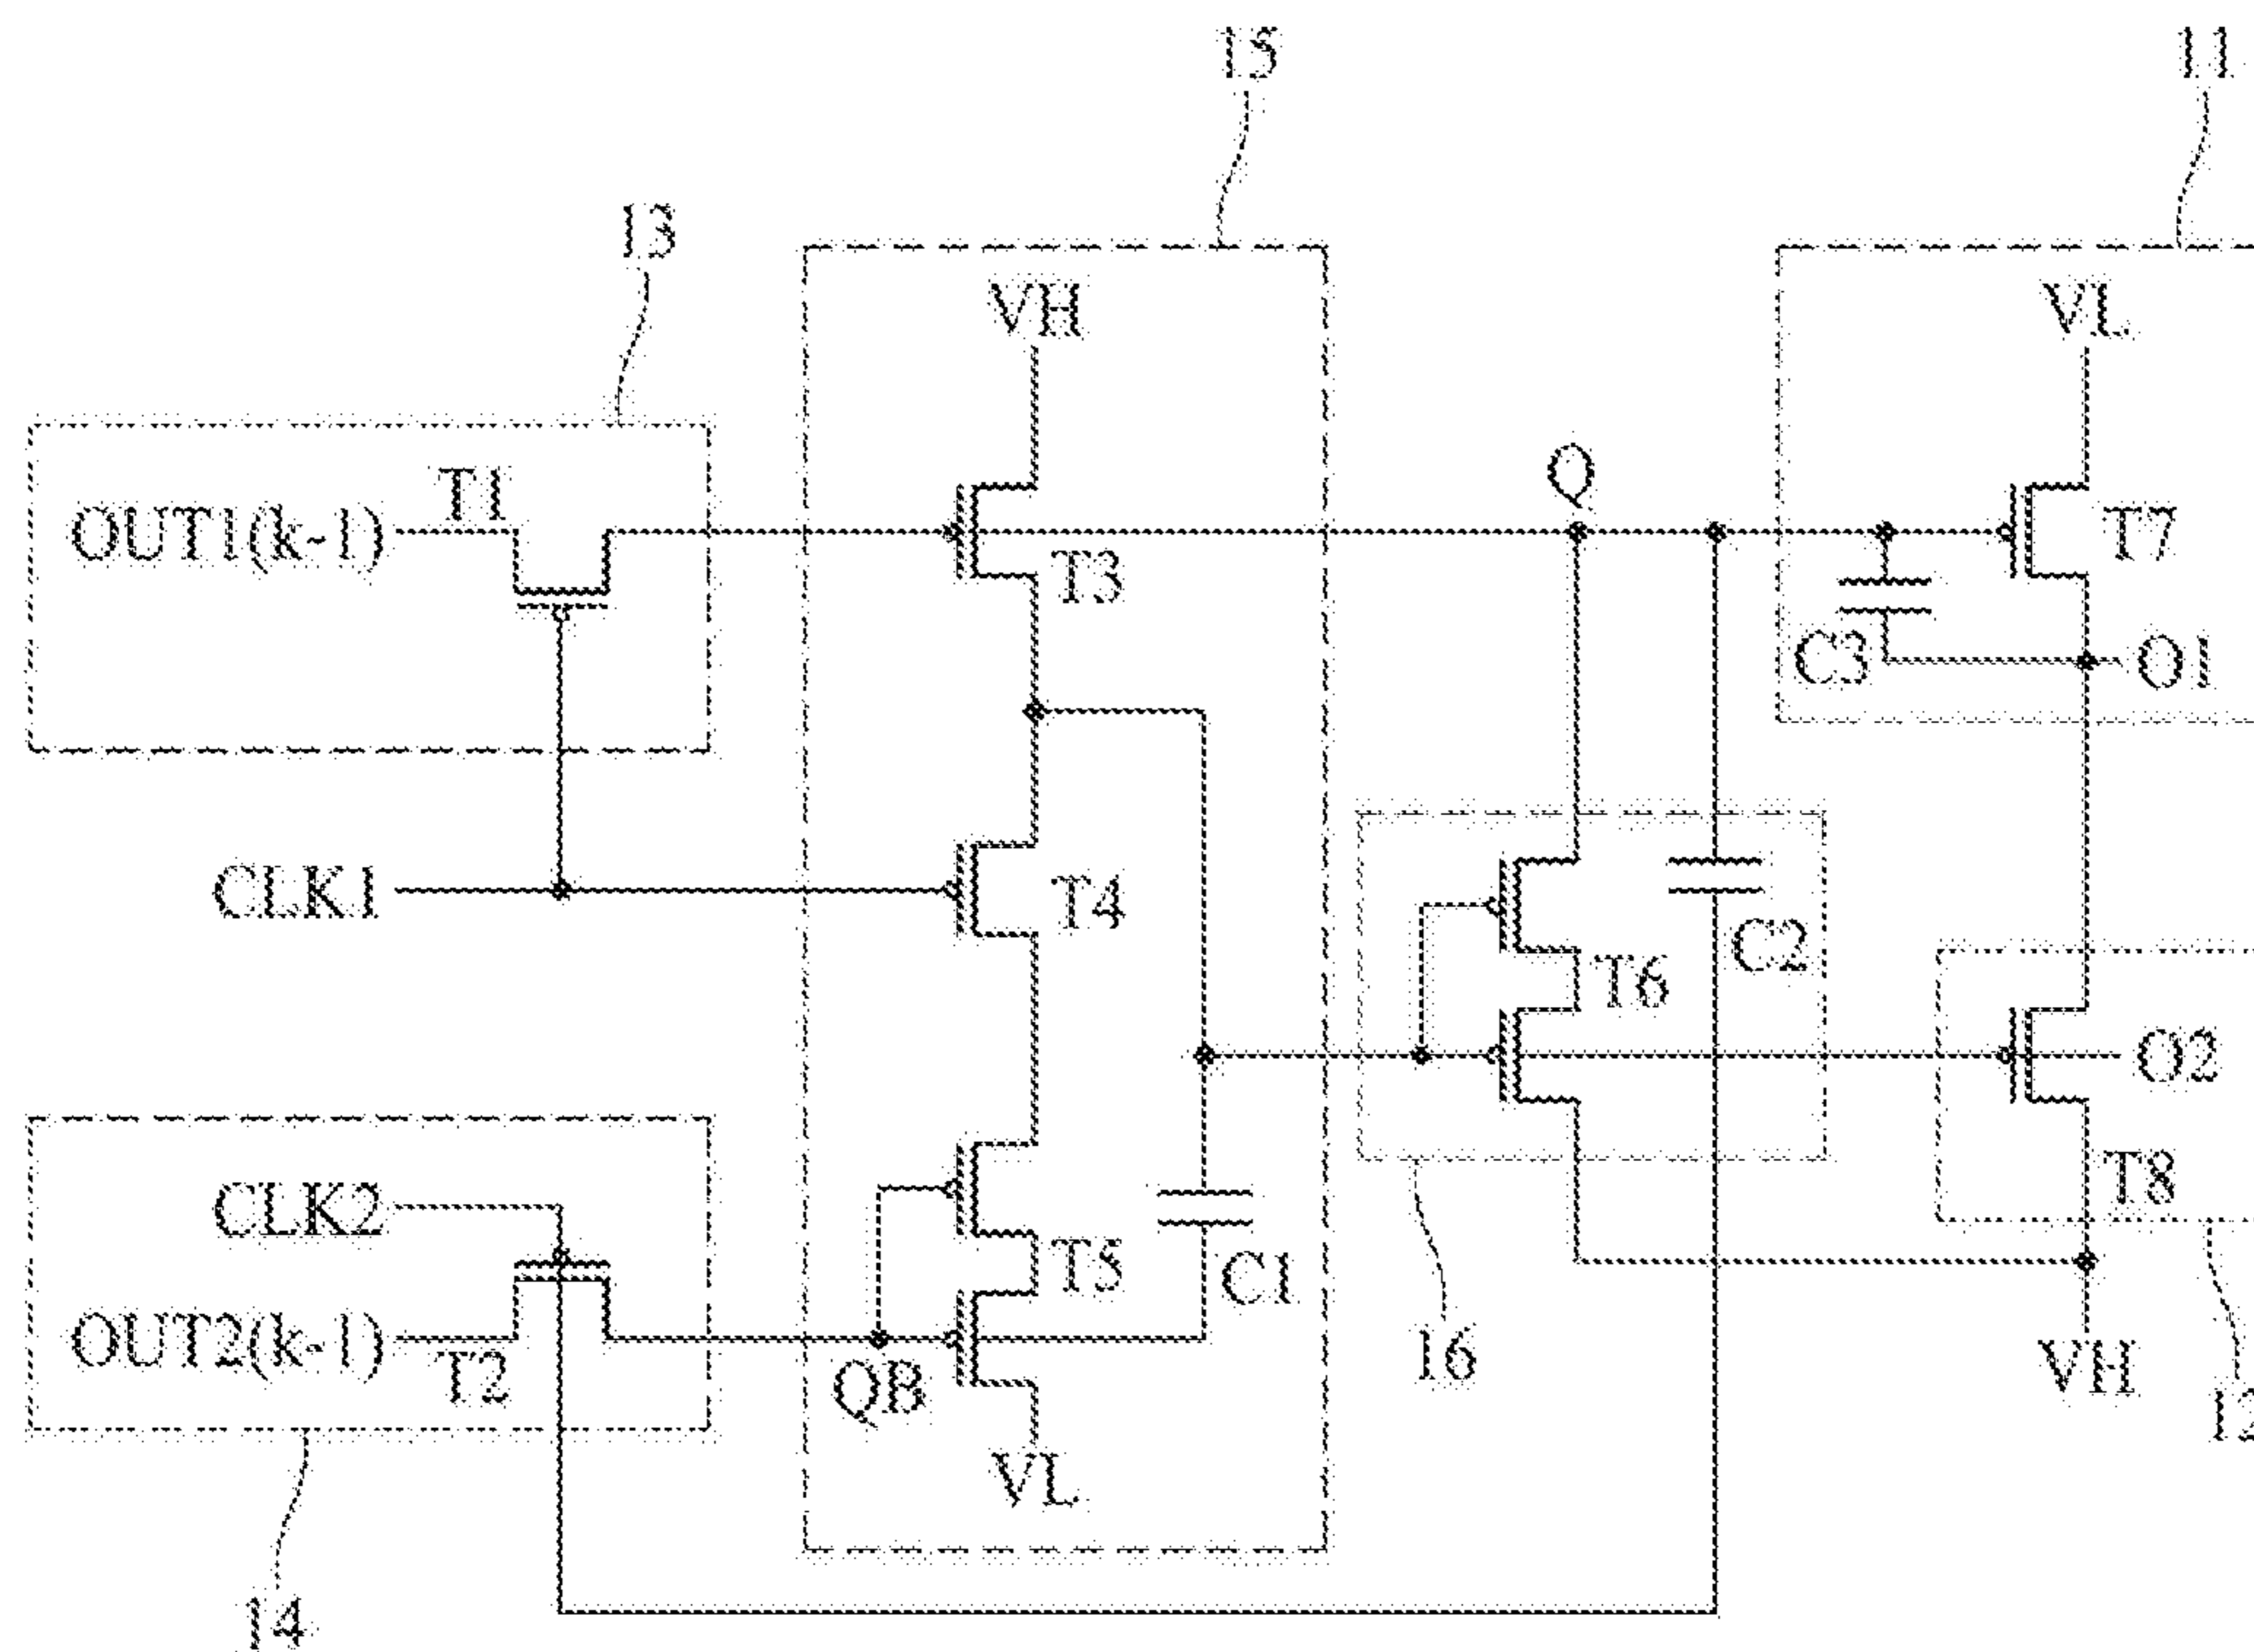 15
11
13
VH
VL
T1
Q
OUT1(k-1)
T7
T3
C3
O1
CLK1
T4
C2
T6
O2
T8
CLK2
T5
C1
OUT2(k-1)
T2
QB
16
VH
12
VL
14